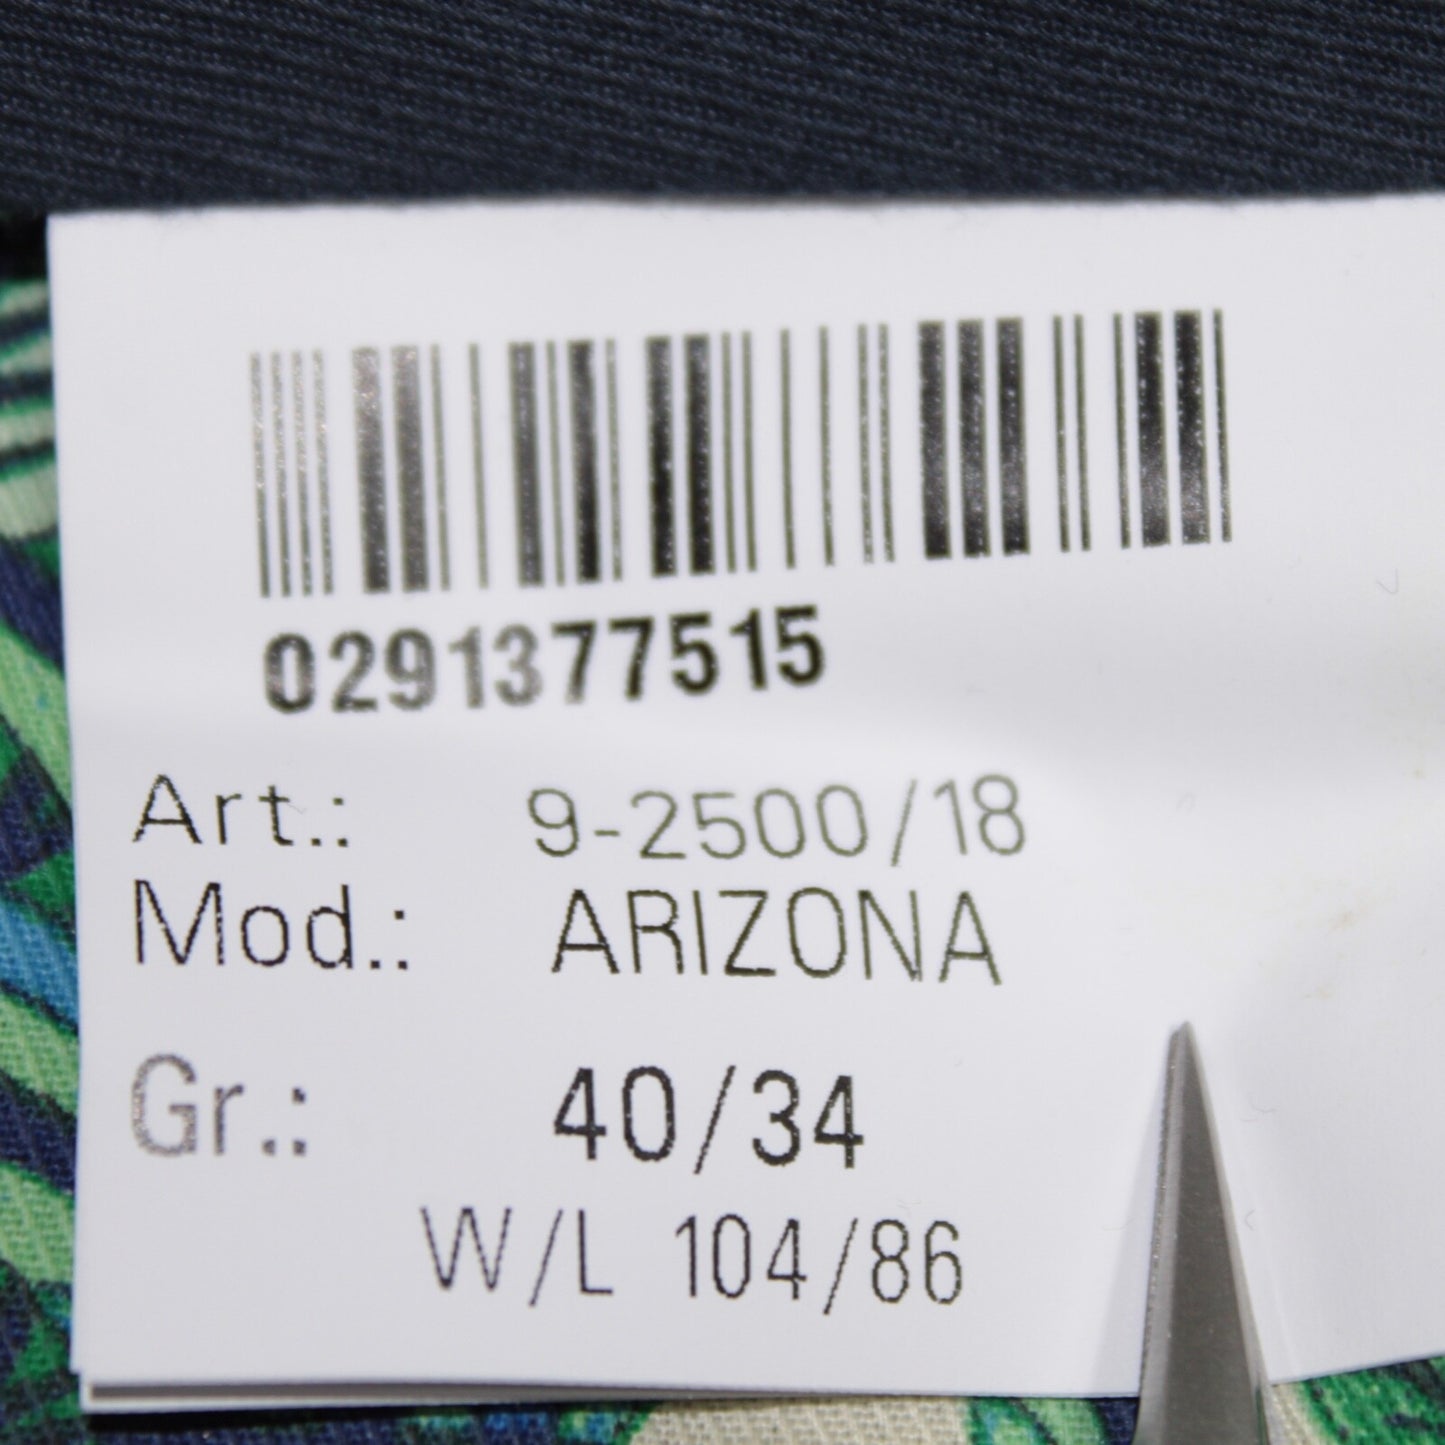 0291377515
Art.: 9-2500/18
Mod.: ARIZONA
Gr.: 40/34
W/L 104/86